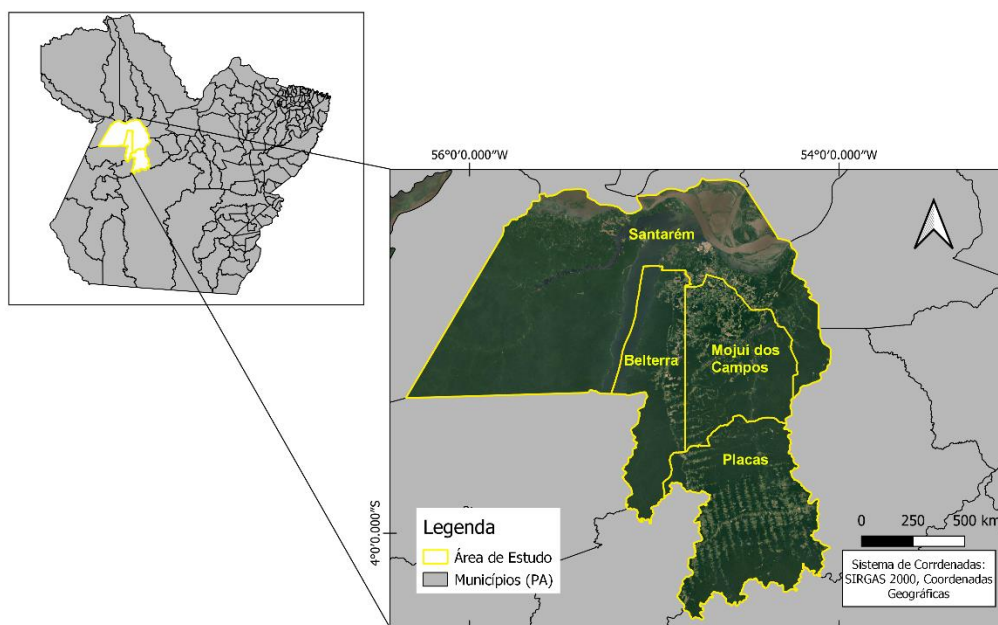 56°0'0.000"W
54°0'0.000"W
Santarém
Belterra
Mojui dos
Campos
Placas
4°0'0.000"S
Legenda
Área de Estudo
Municípios (PA)
0 250 500 km
Sistema de Corrdenadas:
SIRGAS 2000, Coordenadas
Geográficas